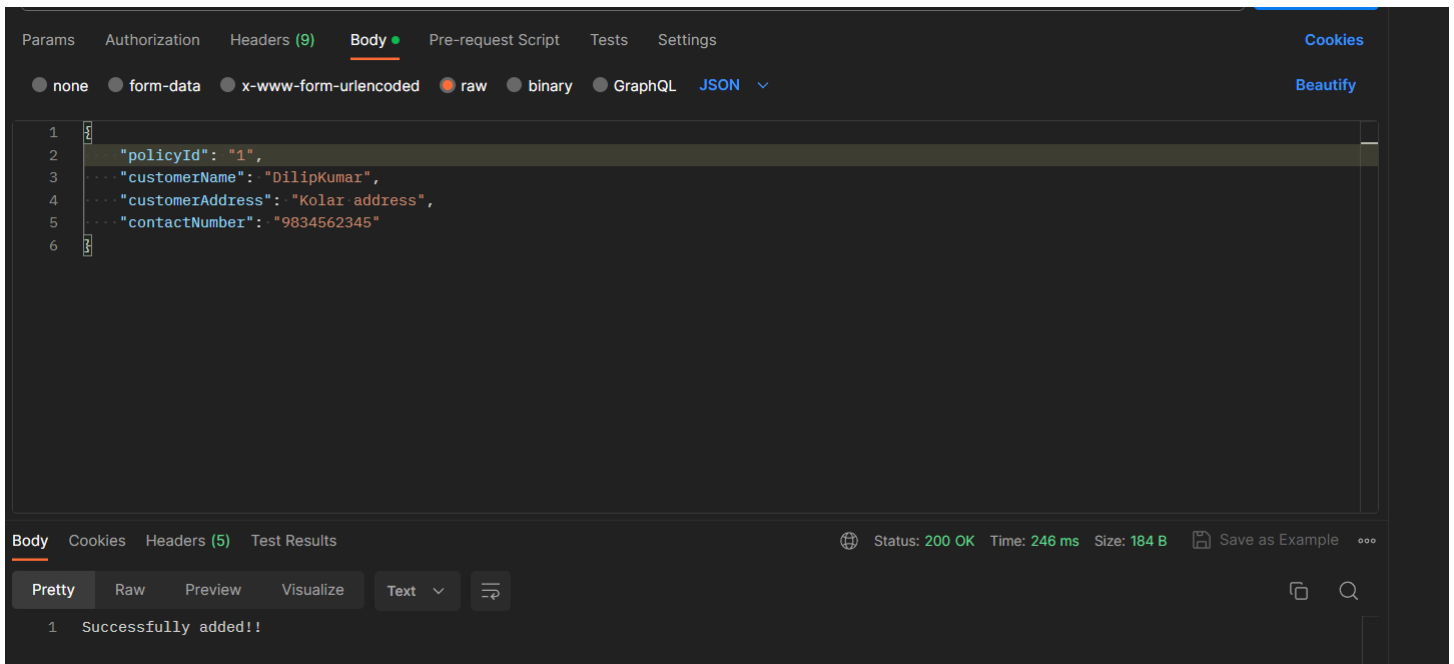 Params Authorization Headers (9) Body Pre-request Script Tests Settings Cookies
none form-data x-www-form-urlencoded raw binary GraphQL JSON Beautify
1 {
2 "policyId": "1",
3 "customerName": "DilipKumar",
4 "customerAddress": "Kolar address",
5 "contactNumber": "9834562345"
6 }
Body Cookies Headers (5) Test Results Status: 200 OK Time: 246 ms Size: 184 B Save as Example
Pretty Raw Preview Visualize Text
1 Successfully added!!